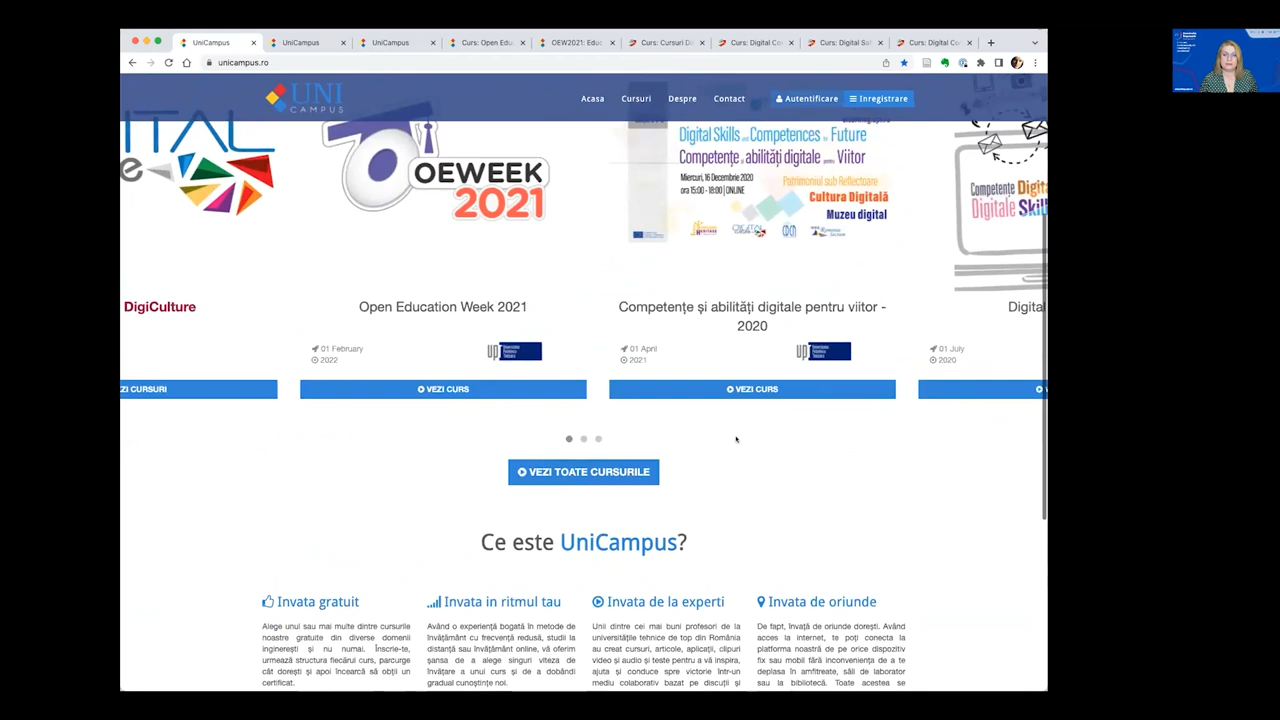 UniCampus
UniCampus
UniCampus
Curs: Open Edu
OEW2021: Educ
Curs: Cursuri Di
Curs: Digital Co
Curs: Digital Sa
Curs: Digital Co
unicampus.ro
UNI
CAMPUS
Acasa
Cursuri
Despre
Contact
Autentificare
Inregistrare
ITAL
e
OEWEEK
2021
Digital Skills and Competences for Future
Competențe și abilități digitale pentru Viitor
Miercuri, 16 Decembrie 2020
ora 15:00 - 18:00 | ONLINE
Patrimoniul sub Reflectoare
Cultura Digitală
Muzeu digital
Competențe Digita
Digitale Skil
DigiCulture
Open Education Week 2021
Competențe și abilități digitale pentru viitor -
2020
Digital
01 February
2022
01 April
2021
01 July
2020
ZI CURSURI
VEZI CURS
VEZI CURS
VEZI TOATE CURSURILE
Ce este UniCampus?
Invata gratuit
Alege unul sau mai multe dintre cursurile
noastre gratuite din diverse domenii
inginerești și nu numai. Înscrie-te,
urmează structura fiecărui curs, parcurge
cât dorești și apoi încearcă să obții un
certificat.
Invata in ritmul tau
Având o experiență bogată în metode de
învățământ cu frecvență redusă, studii la
distanță sau învățământ online, vă oferim
șansa de a alege singuri viteza de
învățare a unui curs și de a dobândi
gradual cunoștințe noi.
Invata de la experti
Unii dintre cei mai buni profesori de la
universitățile tehnice de top din România
au creat cursuri, articole, aplicații, clipuri
video și audio și teste pentru a vă inspira,
ajuta și conduce spre victorie într-un
mediu colaborativ bazat pe discuții și
Invata de oriunde
De fapt, învață de oriunde dorești. Având
acces la internet, te poți conecta la
platforma noastră de pe orice dispozitiv
fix sau mobil fără inconveniența de a te
deplasa în amfiteatre, săli de laborator
sau la bibliotecă. Toate acestea se